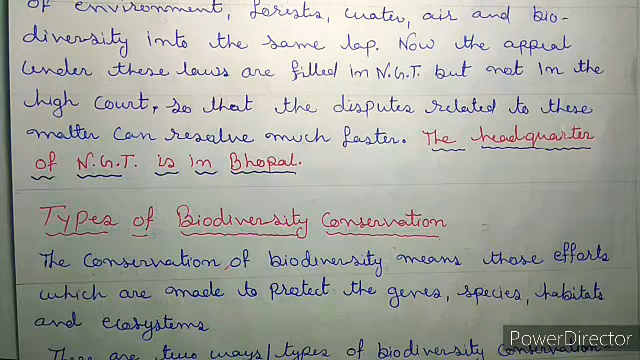 of environment, forests, water, air and bio-
diversity into the same lap. Now the appeal
under these laws are filled in N.G.T. but not in the
high Court, so that the disputes related to these
matter can resolve much faster. The headquarter
of N.G.T. is in Bhopal.
Types of Biodiversity Conservation
The Conservation of biodiversity means those efforts
which are made to protect the genes, species, habitats
and ecosystems
There are two ways/types of biodiversity conservation
PowerDirector